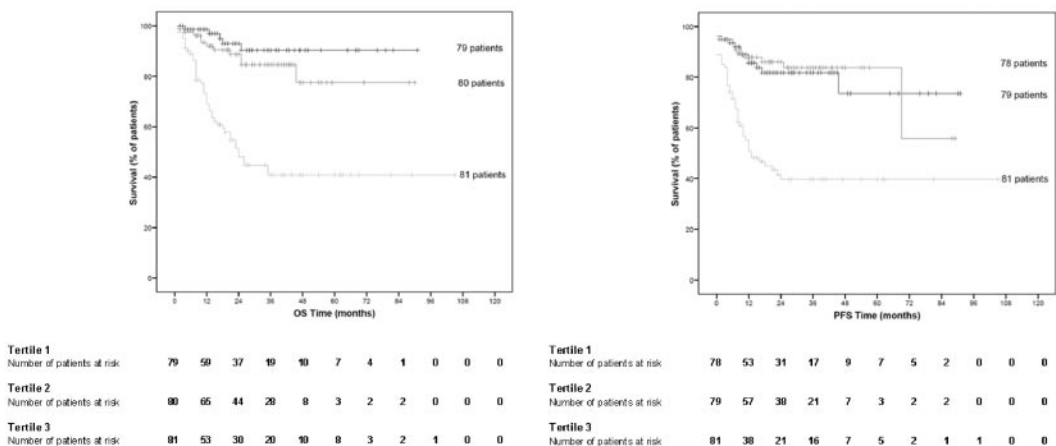 100
80
60
40
20
0
Survival (% of patients)
79 patients
80 patients
81 patients
0 12 24 36 48 60 72 84 96 108 120
OS Time (months)
Tertile 1
Number of patients at risk 79 59 37 19 10 7 4 1 0 0 0
Tertile 2
Number of patients at risk 80 65 44 28 8 3 2 2 0 0 0
Tertile 3
Number of patients at risk 81 53 30 20 10 8 3 2 1 0 0
100
80
60
40
20
0
Survival (% of patients)
78 patients
79 patients
81 patients
0 12 24 36 48 60 72 84 96 108 120
PFS Time (months)
Tertile 1
Number of patients at risk 78 53 31 17 9 7 5 2 0 0 0
Tertile 2
Number of patients at risk 79 57 38 21 7 3 2 2 0 0 0
Tertile 3
Number of patients at risk 81 38 21 16 7 5 2 1 1 0 0